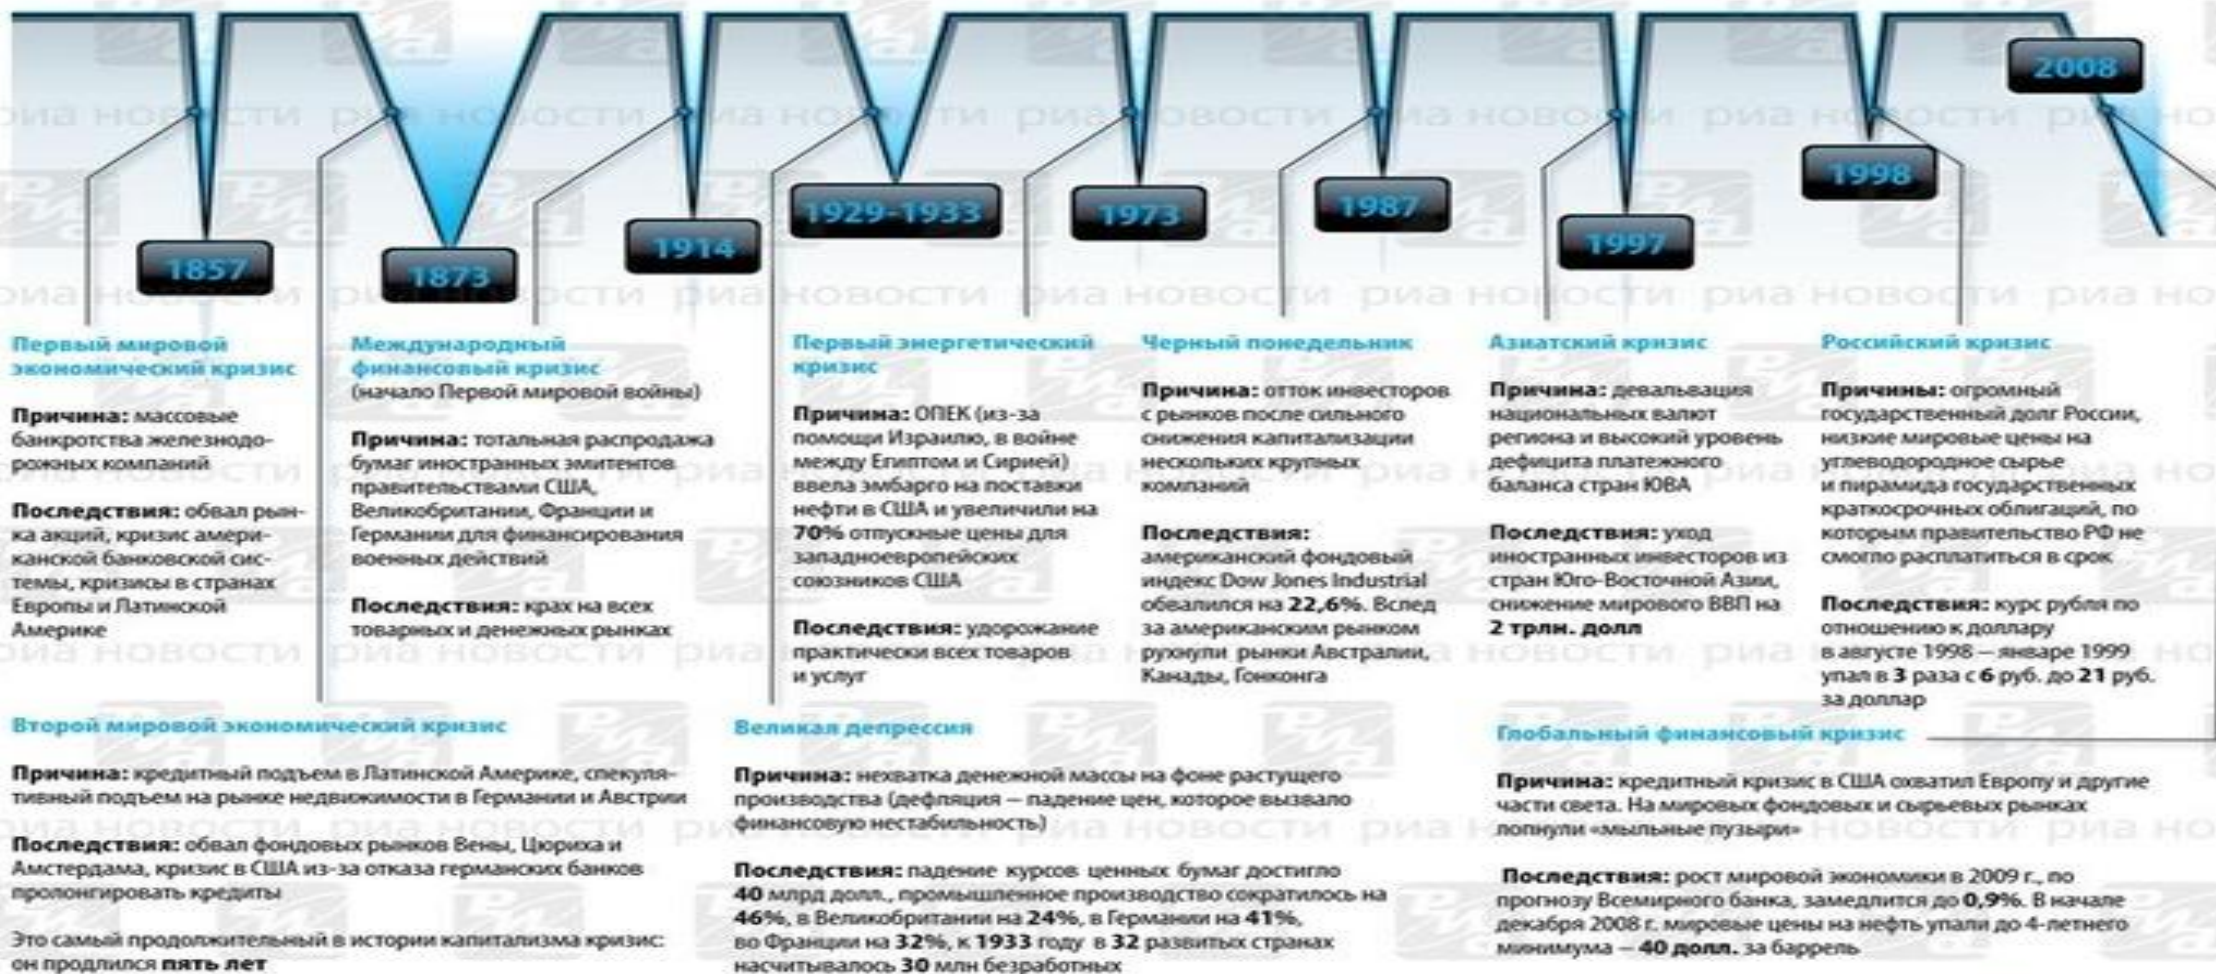 1857
1873
1914
1929-1933
1973
1987
1997
1998
2008
Первый мировой
экономический кризис
Причина: массовые
банкротства железнодо-
рожных компаний
Последствия: обвал рын-
ка акций, кризис амери-
канской банковской сис-
темы, кризисы в странах
Европы и Латинской
Америке
Международный
финансовый кризис
(начало Первой мировой войны)
Причина: тотальная распродажа
бумаг иностранных эмитентов
правительствами США,
Великобритании, Франции и
Германии для финансирования
военных действий
Последствия: крах на всех
товарных и денежных рынках
Первый энергетический
кризис
Причина: ОПЕК (из-за
помощи Израилю, в войне
между Египтом и Сирией)
ввела эмбарго на поставки
нефти в США и увеличили на
70% отпускные цены для
западноевропейских
союзников США
Последствия: удорожание
практически всех товаров
и услуг
Черный понедельник
Причина: отток инвесторов
с рынков после сильного
снижения капитализации
нескольких крупных
компаний
Последствия:
американский фондовый
индекс Dow Jones Industrial
обвалился на 22,6%. Вслед
за американским рынком
рухнули рынки Австралии,
Канады, Гонконга
Азиатский кризис
Причина: девальвация
национальных валют
региона и высокий уровень
дефицита платежного
баланса стран ЮВА
Последствия: уход
иностранных инвесторов из
стран Юго-Восточной Азии,
снижение мирового ВВП на
2 трлн. долл
Российский кризис
Причины: огромный
государственный долг России,
низкие мировые цены на
углеводородное сырье
и пирамида государственных
краткосрочных облигаций, по
которым правительство РФ не
смогло расплатиться в срок
Последствия: курс рубля по
отношению к доллару
в августе 1998 – январе 1999
упал в 3 раза с 6 руб. до 21 руб.
за доллар
Второй мировой экономический кризис
Причина: кредитный подъем в Латинской Америке, спекуля-
тивный подъем на рынке недвижимости в Германии и Австрии
Последствия: обвал фондовых рынков Вены, Цюриха и
Амстердама, кризис в США из-за отказа германских банков
пролонгировать кредиты
Это самый продолжительный в истории капитализма кризис:
он продлился пять лет
Великая депрессия
Причина: нехватка денежной массы на фоне растущего
производства (дефляция – падение цен, которое вызвало
финансовую нестабильность)
Последствия: падение курсов ценных бумаг достигло
40 млрд долл., промышленное производство сократилось на
46%, в Великобритании на 24%, в Германии на 41%,
во Франции на 32%, к 1933 году в 32 развитых странах
насчитывалось 30 млн безработных
Глобальный финансовый кризис
Причина: кредитный кризис в США охватил Европу и другие
части света. На мировых фондовых и сырьевых рынках
лопнули «мыльные пузыри»
Последствия: рост мировой экономики в 2009 г., по
прогнозу Всемирного банка, замедлится до 0,9%. В начале
декабря 2008 г. мировые цены на нефть упали до 4-летнего
минимума – 40 долл. за баррель
риа новости